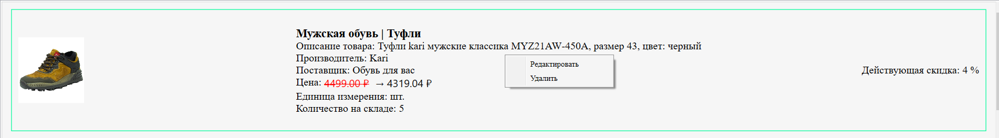 Мужская обувь | Туфли
Описание товара: Туфли kari мужские классика MYZ21AW-450A, размер 43, цвет: черный
Производитель: Kari
Поставщик: Обувь для вас
Цена: 4499.00 ₽ → 4319.04 ₽
Единица измерения: шт.
Количество на складе: 5
Редактировать
Удалить
Действующая скидка: 4 %